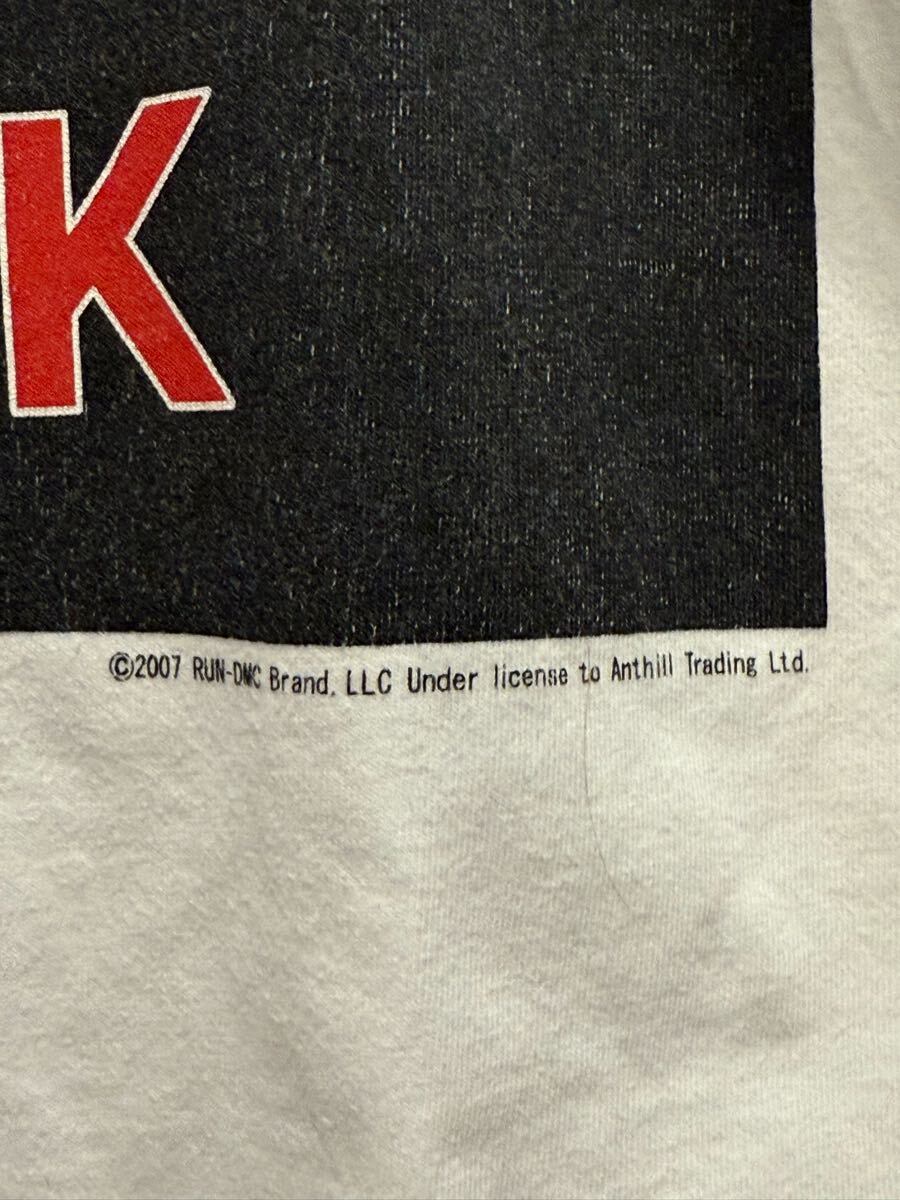 K
©2007 RUN-DMC Brand. LLC Under license to Anthill Trading Ltd.